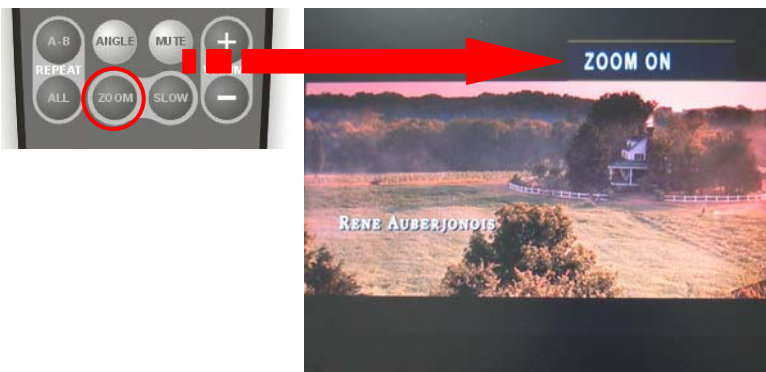 A-B ANGLE MUTE +
REPEAT
ALL ZOOM SLOW −
ZOOM ON
RENE AUBERJONOIS